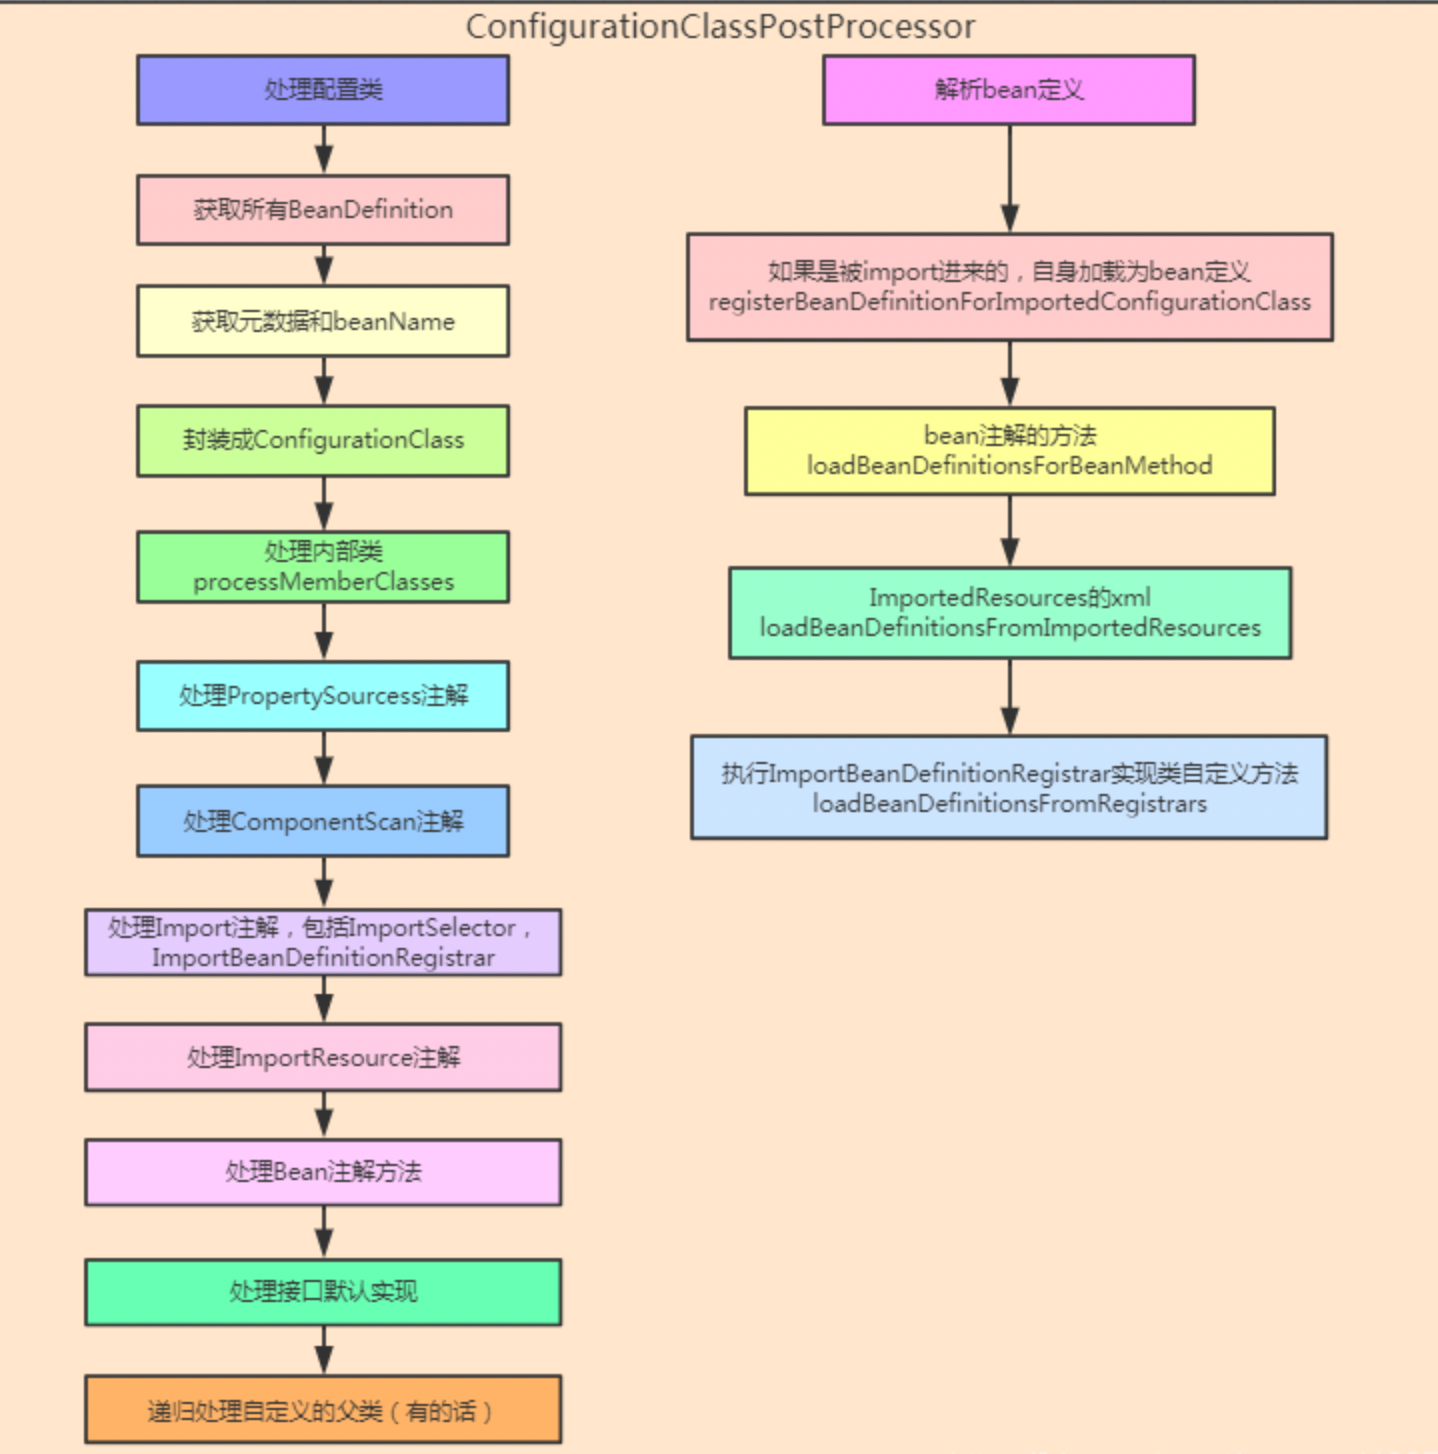 ConfigurationClassPostProcessor
处理配置类
获取所有BeanDefinition
获取元数据和beanName
封装成ConfigurationClass
处理内部类
processMemberClasses
处理PropertySourcess注解
处理ComponentScan注解
处理Import注解，包括ImportSelector，
ImportBeanDefinitionRegistrar
处理ImportResource注解
处理Bean注解方法
处理接口默认实现
递归处理自定义的父类（有的话）
解析bean定义
如果是被import进来的，自身加载为bean定义
registerBeanDefinitionForImportedConfigurationClass
bean注解的方法
loadBeanDefinitionsForBeanMethod
ImportedResources的xml
loadBeanDefinitionsFromImportedResources
执行ImportBeanDefinitionRegistrar实现类自定义方法
loadBeanDefinitionsFromRegistrars